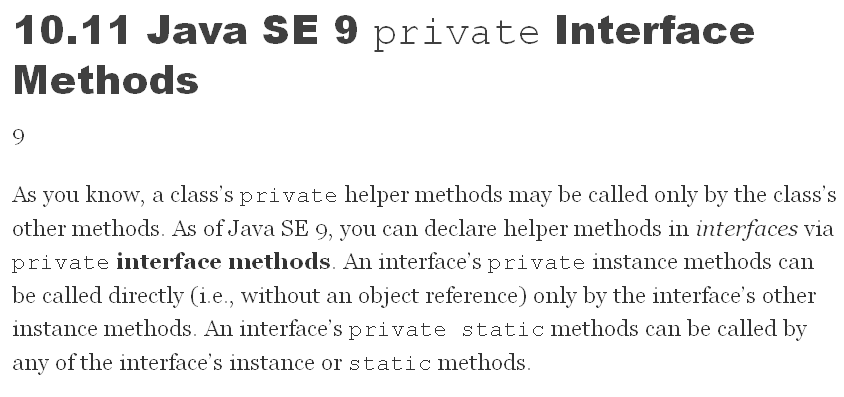 10.11 Java SE 9 private Interface
Methods
9
As you know, a class’s private helper methods may be called only by the class’s
other methods. As of Java SE 9, you can declare helper methods in interfaces via
private interface methods. An interface’s private instance methods can
be called directly (i.e., without an object reference) only by the interface’s other
instance methods. An interface’s private static methods can be called by
any of the interface’s instance or static methods.